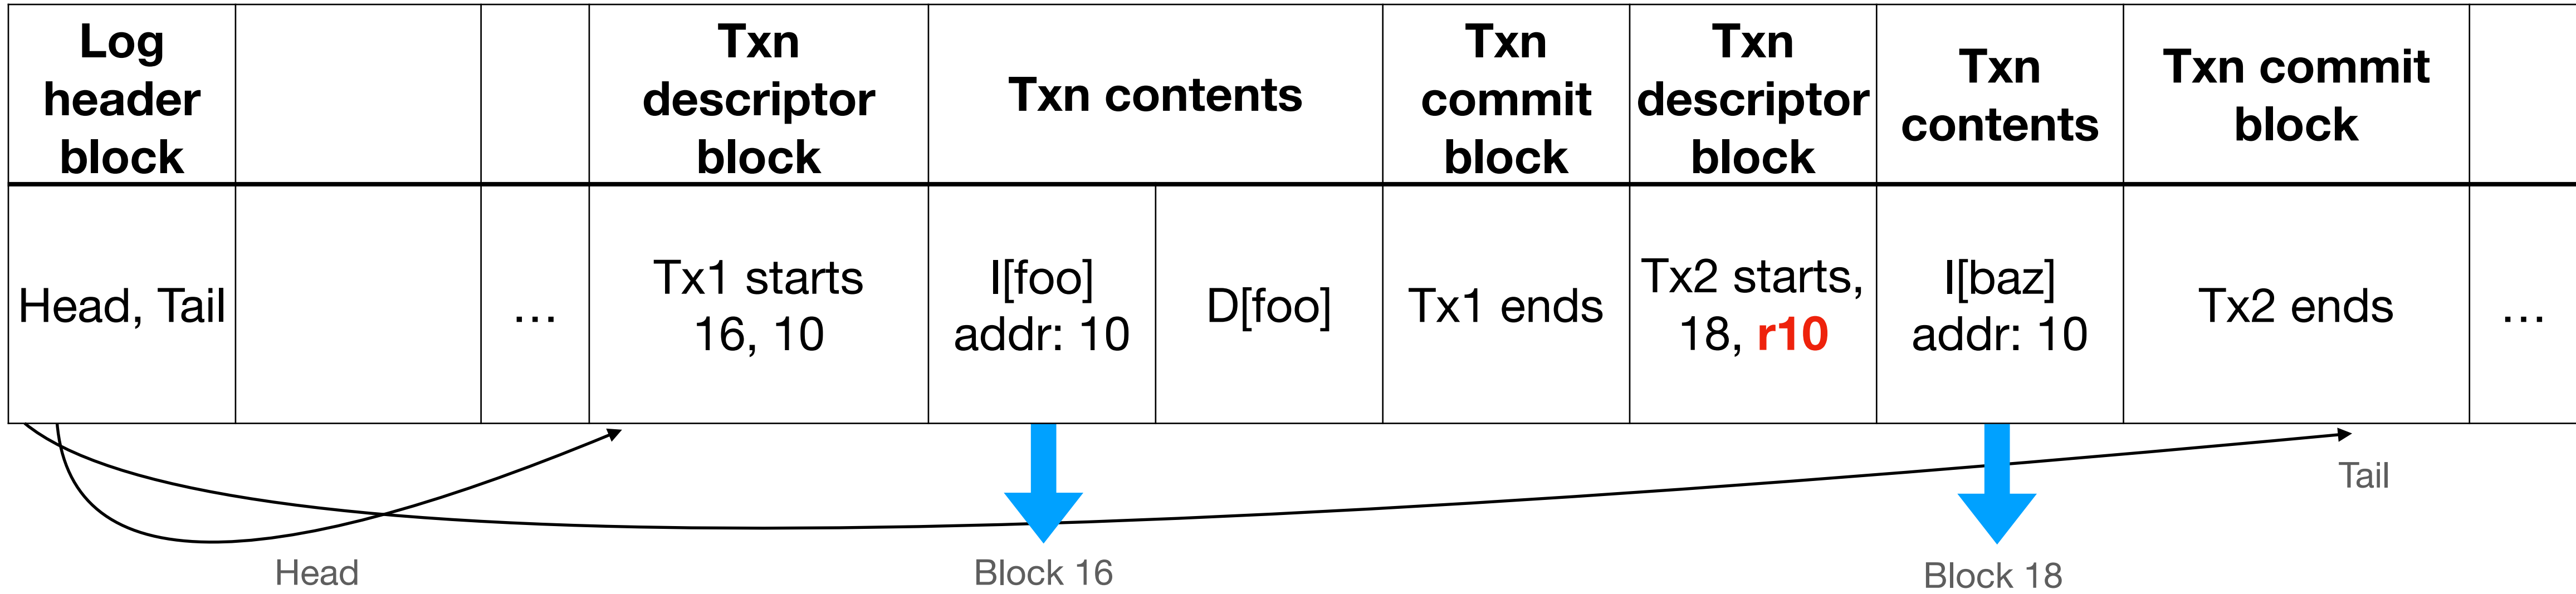 Log
header
block
Txn
descriptor
block
Txn contents
Txn
commit
block
Txn
descriptor
block
Txn
contents
Txn commit
block
Head, Tail
...
Tx1 starts
16, 10
I[foo]
addr: 10
D[foo]
Tx1 ends
Tx2 starts,
18, r10
I[baz]
addr: 10
Tx2 ends
...
Tail
Head
Block 16
Block 18